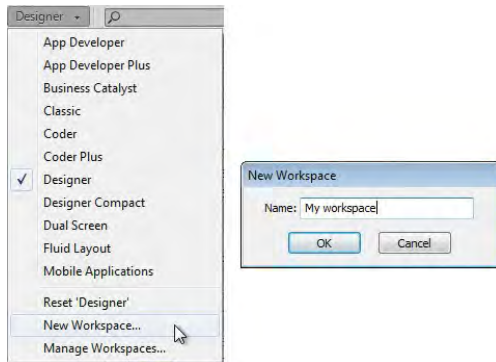 Designer
App Developer
App Developer Plus
Business Catalyst
Classic
Coder
Coder Plus
Designer
Designer Compact
Dual Screen
Fluid Layout
Mobile Applications
Reset 'Designer'
New Workspace...
Manage Workspaces...
New Workspace
Name: My workspace
OK Cancel